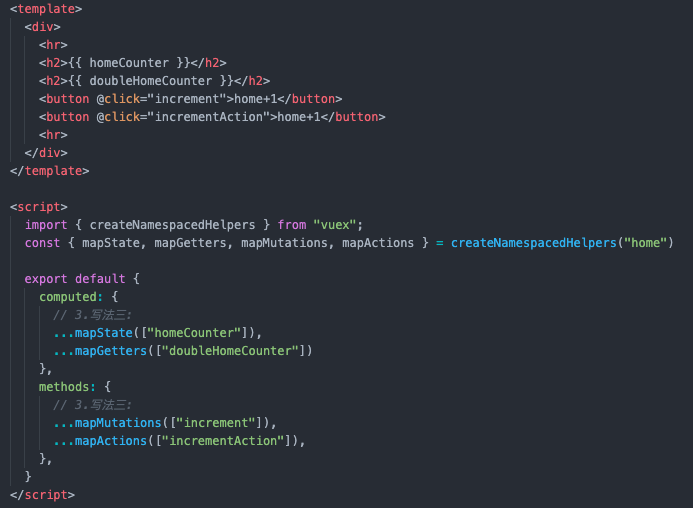 <template>
  <div>
    <hr>
    <h2>{{ homeCounter }}</h2>
    <h2>{{ doubleHomeCounter }}</h2>
    <button @click="increment">home+1</button>
    <button @click="incrementAction">home+1</button>
    <hr>
  </div>
</template>

<script>
  import { createNamespacedHelpers } from "vuex";
  const { mapState, mapGetters, mapMutations, mapActions } = createNamespacedHelpers("home")

  export default {
    computed: {
      // 3.写法三:
      ...mapState(["homeCounter"]),
      ...mapGetters(["doubleHomeCounter"])
    },
    methods: {
      // 3.写法三:
      ...mapMutations(["increment"]),
      ...mapActions(["incrementAction"]),
    },
  }
</script>